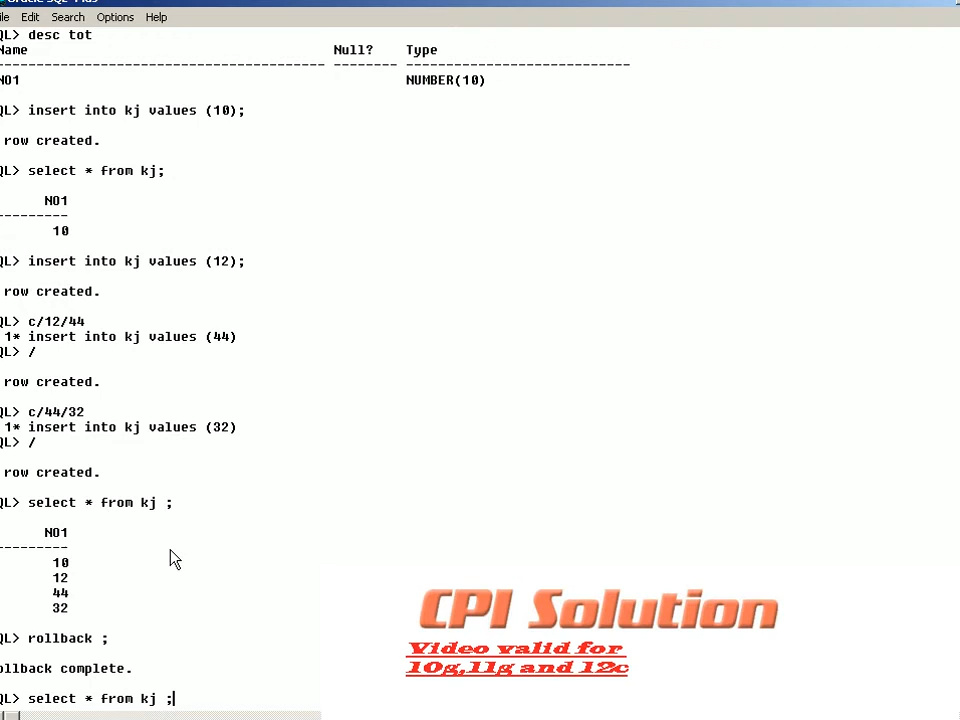 Oracle SQL*Plus
ile Edit Search Options Help
QL> desc tot
Name Null? Type
----------------------------------------- -------- ----------------------------
NO1 NUMBER(10)
QL> insert into kj values (10);
row created.
QL> select * from kj;
NO1
---------
10
QL> insert into kj values (12);
row created.
QL> c/12/44
1* insert into kj values (44)
QL> /
row created.
QL> c/44/32
1* insert into kj values (32)
QL> /
row created.
QL> select * from kj ;
NO1
---------
10
12
44
32
QL> rollback ;
ollback complete.
QL> select * from kj ;
CPI Solution
Video valid for
10g,11g and 12c